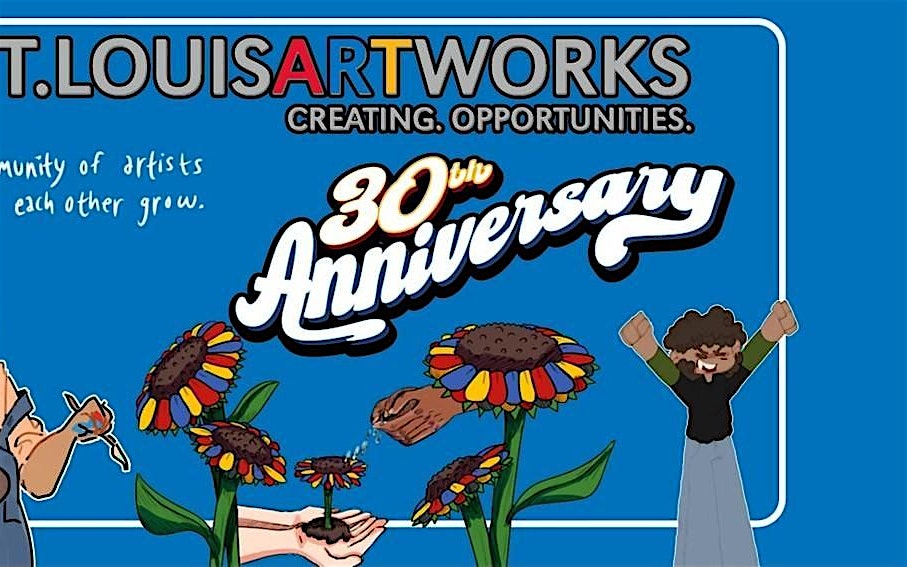 T.LOUISARTWORKS
CREATING. OPPORTUNITIES.
munity of artists
each other grow.
30th
Anniversary